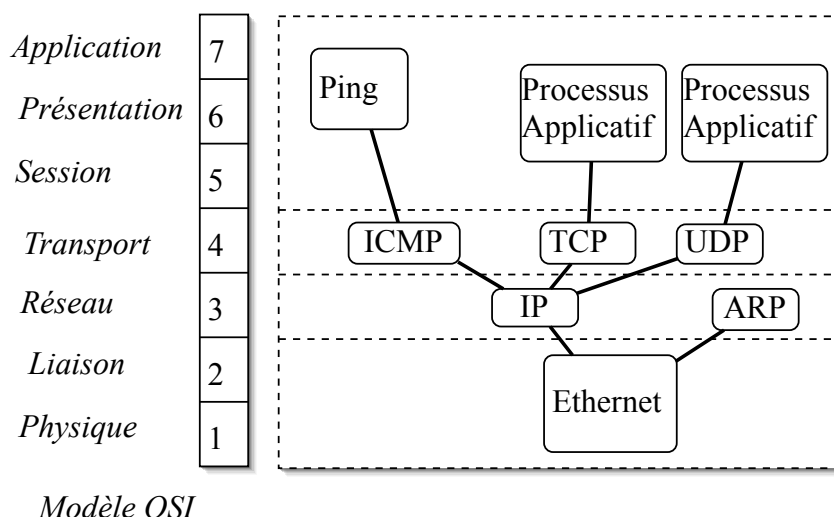 Application 7
Présentation 6
Session 5
Transport 4
Réseau 3
Liaison 2
Physique 1
Modèle OSI
Ping
Processus
Applicatif
Processus
Applicatif
ICMP
TCP
UDP
IP
ARP
Ethernet